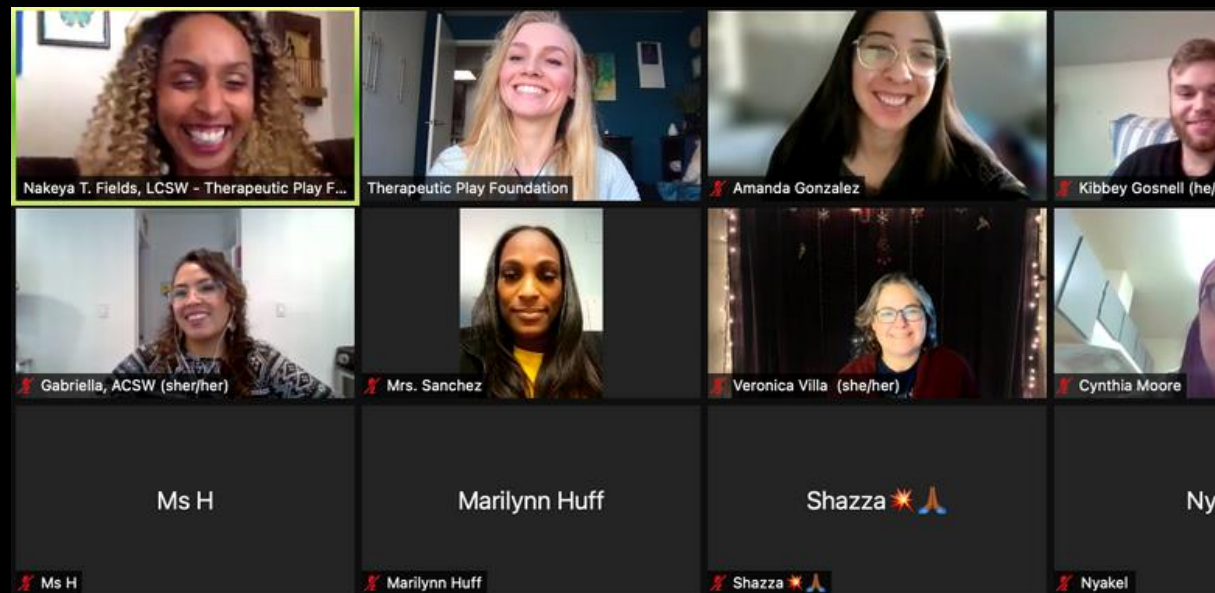 Nakeya T. Fields, LCSW - Therapeutic Play F...
Therapeutic Play Foundation
Amanda Gonzalez
Kibbey Gosnell (he/
Gabriella, ACSW (sher/her)
Mrs. Sanchez
Veronica Villa (she/her)
Cynthia Moore
Ms H
Marilynn Huff
Shazza💥🙏🏾
Ny
Ms H
Marilynn Huff
Shazza💥🙏🏾
Nyakel